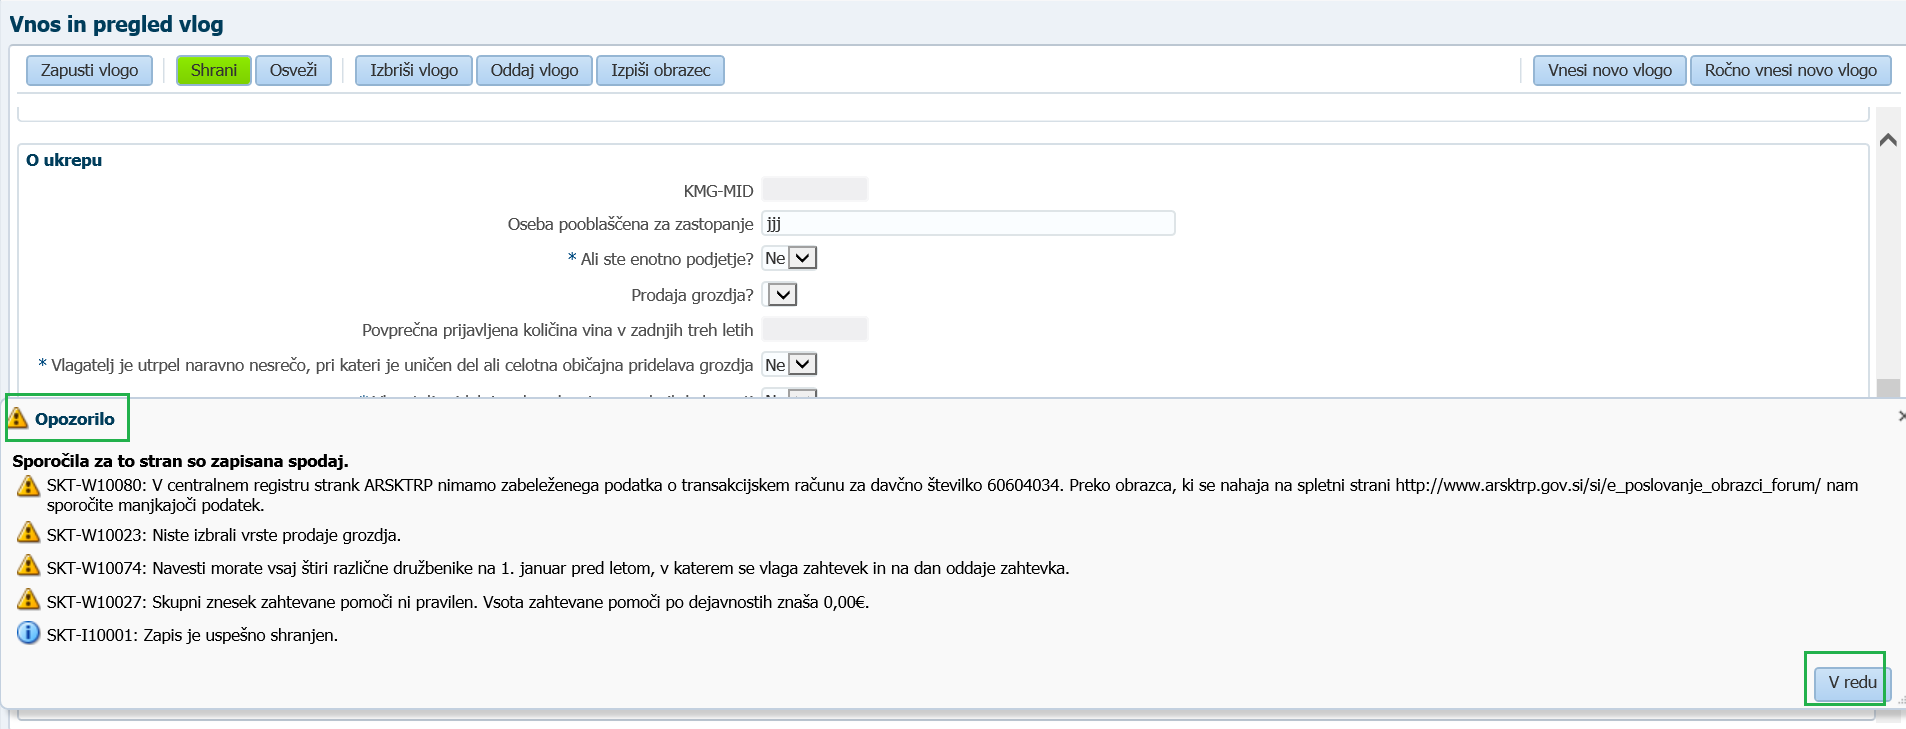 Vnos in pregled vlog
Zapusti vlogo Shrani Osveži Izbriši vlogo Oddaj vlogo Izpiši obrazec Vnesi novo vlogo Ročno vnesi novo vlogo
O ukrepu
KMG-MID
Oseba pooblaščena za zastopanje jjj
* Ali ste enotno podjetje? Ne
Prodaja grozdja?
Povprečna prijavljena količina vina v zadnjih treh letih
* Vlagatelj je utrpel naravno nesrečo, pri kateri je uničen del ali celotna običajna pridelava grozdja Ne
Opozorilo
Sporočila za to stran so zapisana spodaj.
SKT-W10080: V centralnem registru strank ARSKTRP nimamo zabeleženega podatka o transakcijskem računu za davčno številko 60604034. Preko obrazca, ki se nahaja na spletni strani http://www.arsktrp.gov.si/si/e_poslovanje_obrazci_forum/ nam
sporočite manjkajoči podatek.
SKT-W10023: Niste izbrali vrste prodaje grozdja.
SKT-W10074: Navesti morate vsaj štiri različne družbenike na 1. januar pred letom, v katerem se vlaga zahtevek in na dan oddaje zahtevka.
SKT-W10027: Skupni znesek zahtevane pomoči ni pravilen. Vsota zahtevane pomoči po dejavnostih znaša 0,00€.
SKT-I10001: Zapis je uspešno shranjen.
V redu